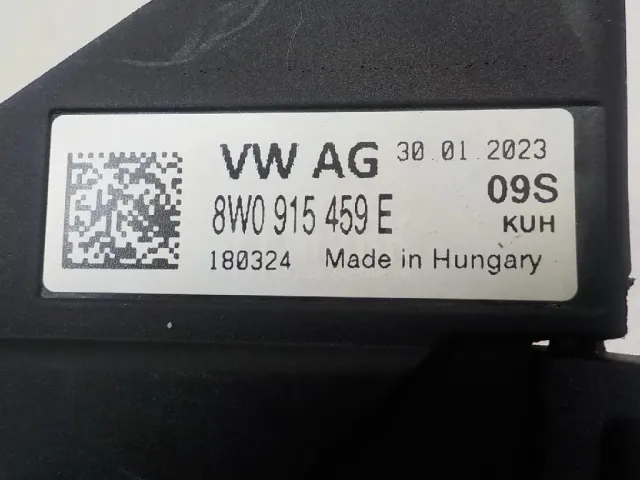 VW AG 30.01.2023
8W0 915 459 E 09S
KUH
180324 Made in Hungary